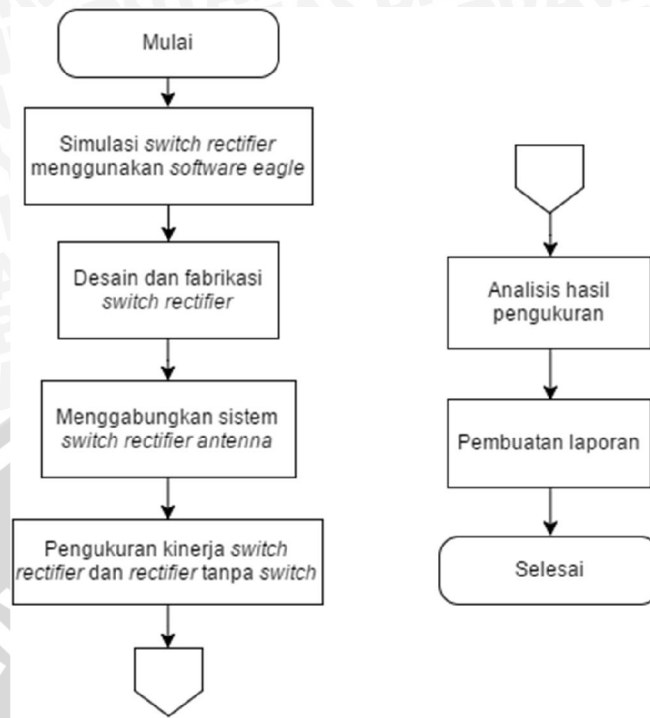 Mulai
Simulasi switch rectifier
menggunakan software eagle
Desain dan fabrikasi
switch rectifier
Menggabungkan sistem
switch rectifier antenna
Pengukuran kinerja switch
rectifier dan rectifier tanpa switch
Analisis hasil
pengukuran
Pembuatan laporan
Selesai